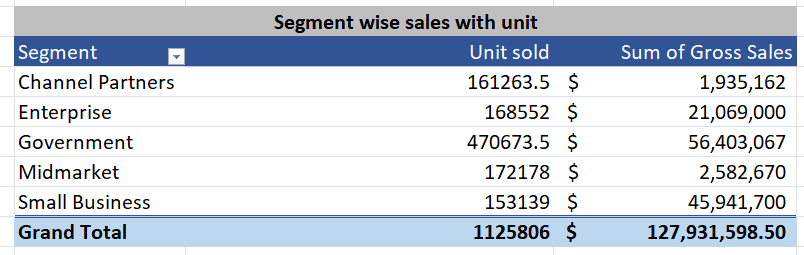 Segment wise sales with unit
Segment Unit sold Sum of Gross Sales
Channel Partners 161263.5 $ 1,935,162
Enterprise 168552 $ 21,069,000
Government 470673.5 $ 56,403,067
Midmarket 172178 $ 2,582,670
Small Business 153139 $ 45,941,700
Grand Total 1125806 $ 127,931,598.50